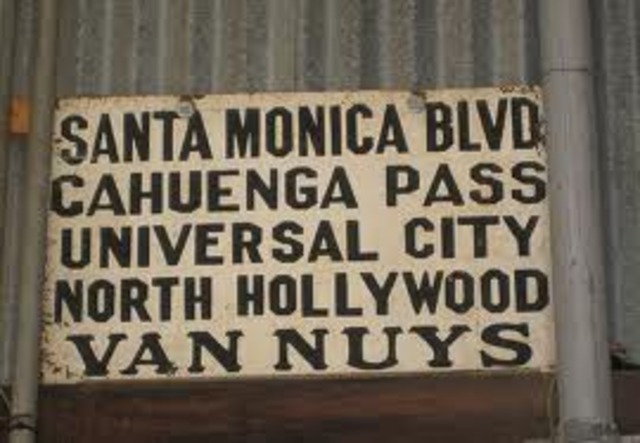 SANTA MONICA BLVD
CAHUENGA PASS
UNIVERSAL CITY
NORTH HOLLYWOOD
VAN NUYS